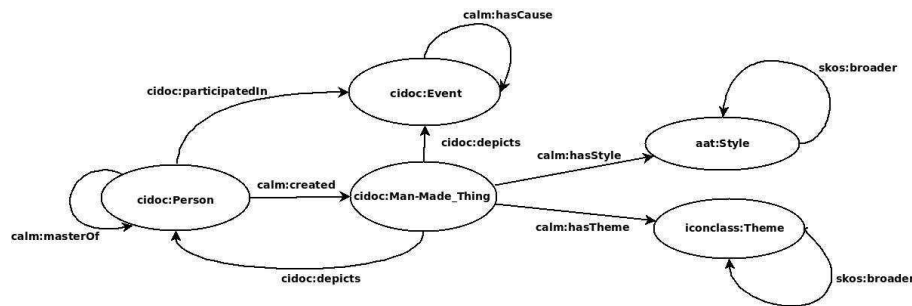 calm:hasCause
skos:broader
cidoc:participatedIn
cidoc:Event
cidoc:depicts
aat:Style
calm:hasStyle
cidoc:Person
calm:created
cidoc:Man-Made_Thing
calm:masterOf
calm:hasTheme
iconclass:Theme
cidoc:depicts
skos:broader